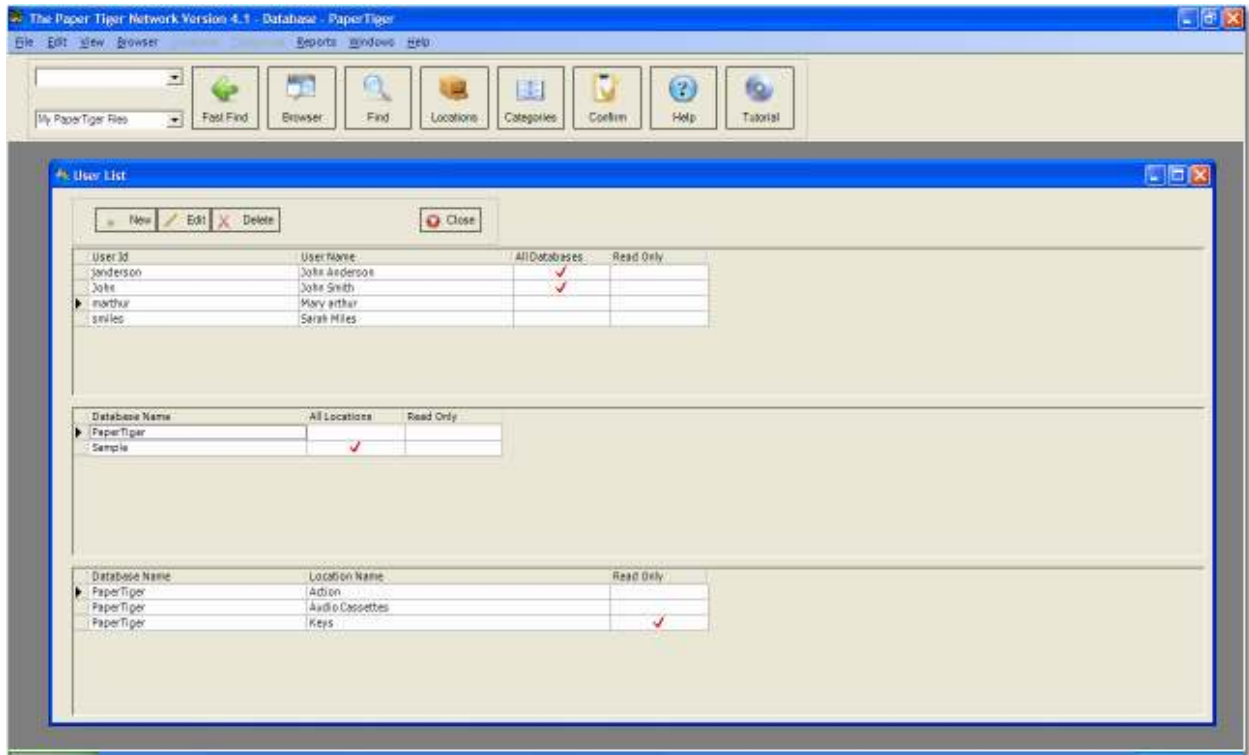 The Paper Tiger Network Version 4.1 - Database - PaperTiger
File Edit View Browser Reports Windows Help
My PaperTiger Files
Fast Find Browser Find Locations Categories Confirm Help Tutorial
User List
New Edit Delete Close
User Id User Name All Databases Read Only
janderson John Anderson
John John Smith
marthur Mary arthur
smiles Sarah Miles
Database Name All Locations Read Only
PaperTiger
Sample
Database Name Location Name Read Only
PaperTiger Action
PaperTiger Audio Cassettes
PaperTiger Keys